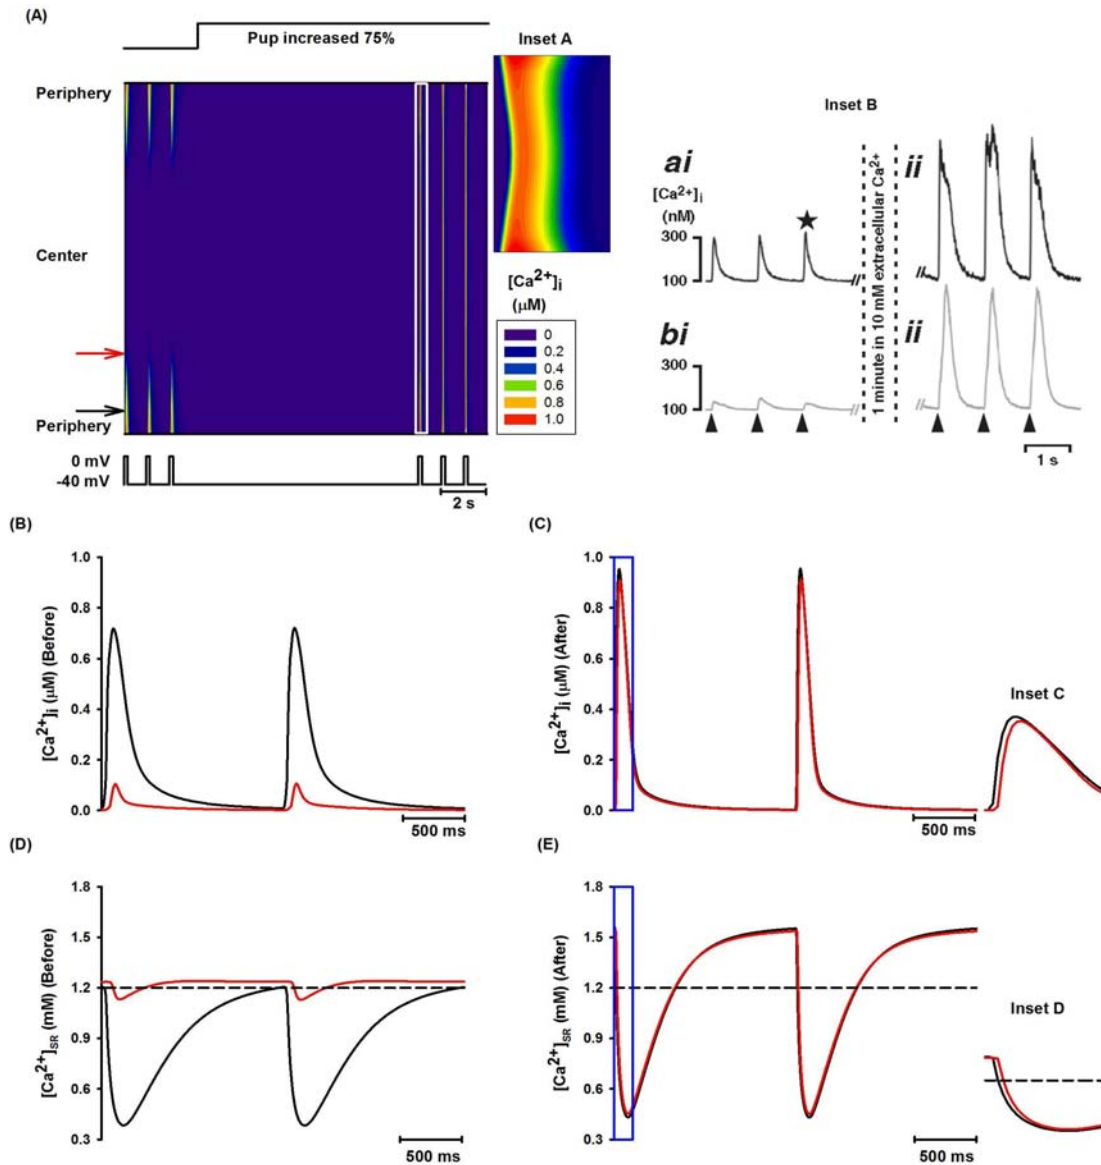 (A)
Pup increased 75%
Inset A
Periphery
Center
Periphery
0 mV
-40 mV
2 s
[Ca²⁺]ᵢ
(μM)
0
0.2
0.4
0.6
0.8
1.0
Inset B
ai
[Ca²⁺]ᵢ
(nM)
300
100
ii
bi
300
100
ii
1 minute in 10 mM extracellular Ca²⁺
1 s
(B)
[Ca²⁺]ᵢ (μM) (Before)
1.0
0.8
0.6
0.4
0.2
0.0
500 ms
(C)
[Ca²⁺]ᵢ (μM) (After)
1.0
0.8
0.6
0.4
0.2
0.0
500 ms
Inset C
(D)
[Ca²⁺]SR (mM) (Before)
1.8
1.5
1.2
0.9
0.6
0.3
500 ms
(E)
[Ca²⁺]SR (mM) (After)
1.8
1.5
1.2
0.9
0.6
0.3
500 ms
Inset D